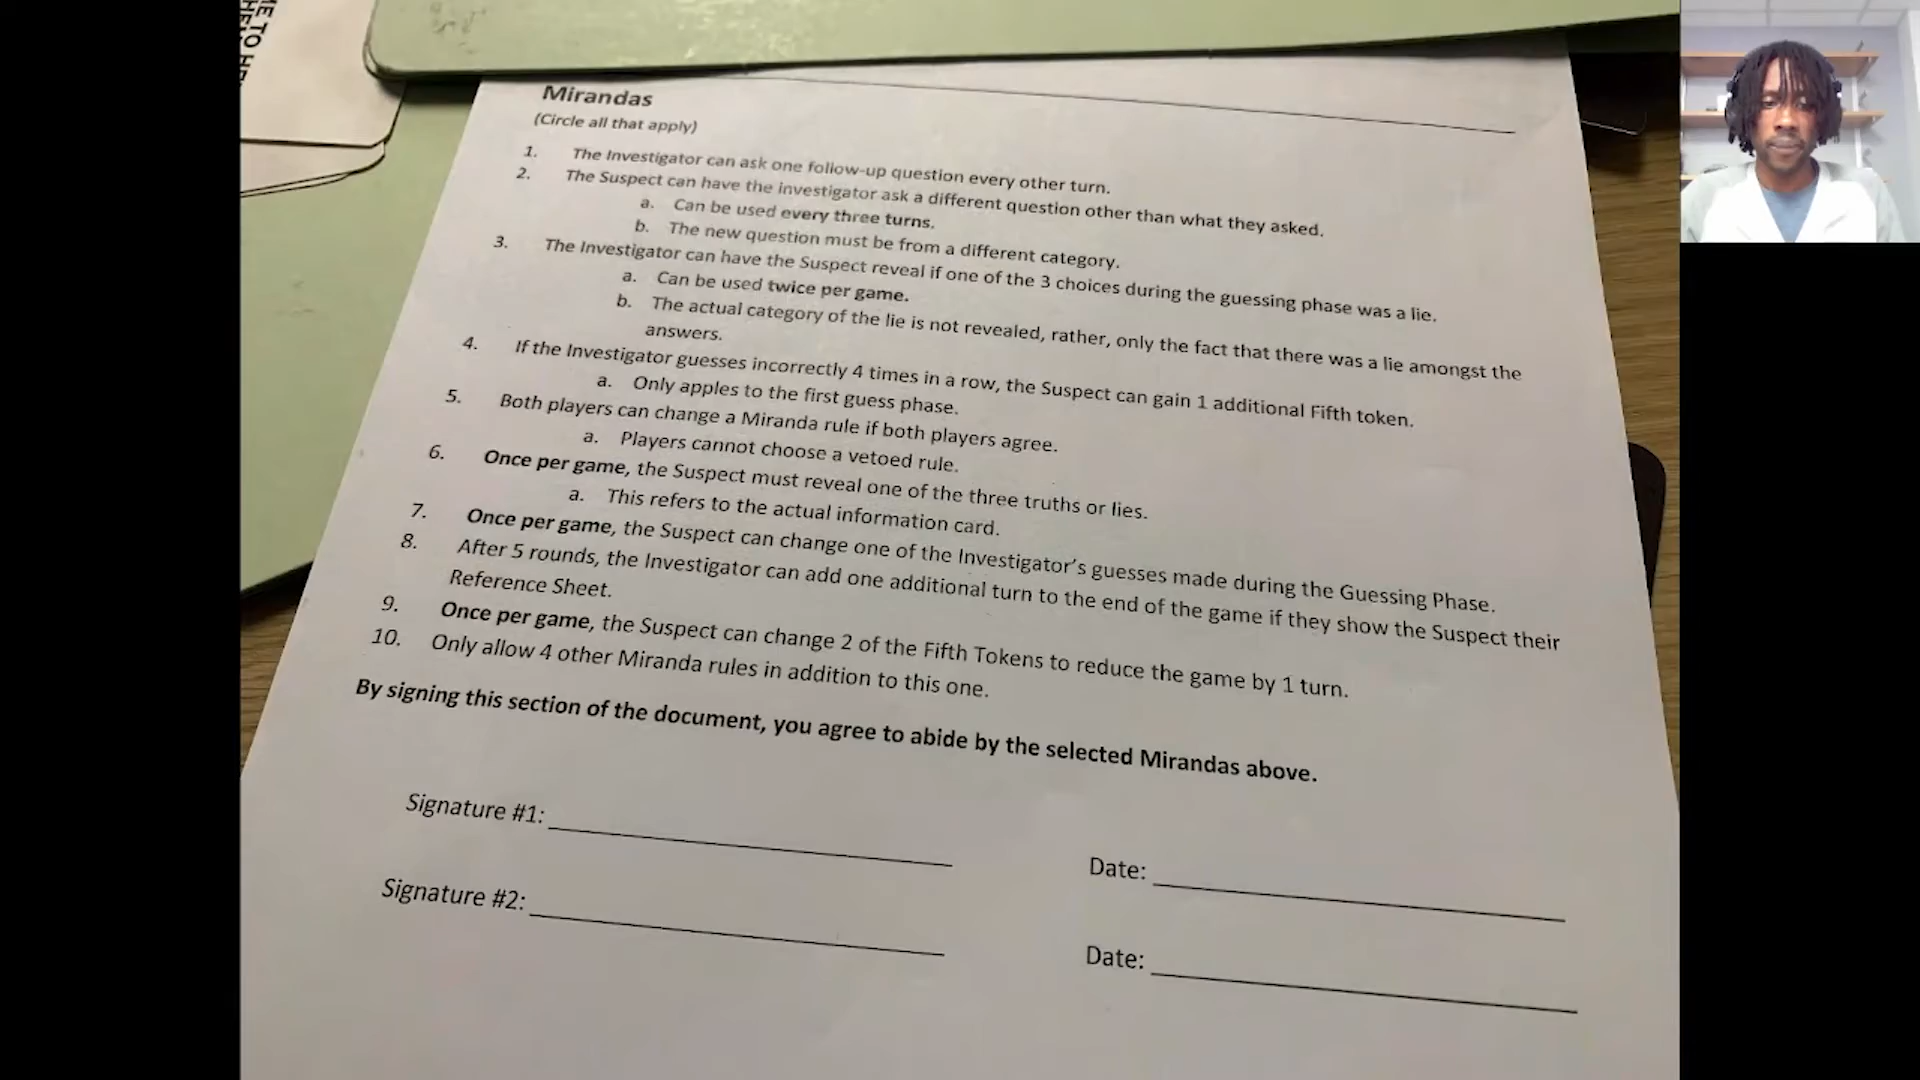 ME TO HE
HE
Mirandas
(Circle all that apply)
1. The Investigator can ask one follow-up question every other turn.
2. The Suspect can have the investigator ask a different question other than what they asked.
a. Can be used every three turns.
b. The new question must be from a different category.
3. The Investigator can have the Suspect reveal if one of the 3 choices during the guessing phase was a lie.
a. Can be used twice per game.
b. The actual category of the lie is not revealed, rather, only the fact that there was a lie amongst the
answers.
4. If the Investigator guesses incorrectly 4 times in a row, the Suspect can gain 1 additional Fifth token.
a. Only apples to the first guess phase.
5. Both players can change a Miranda rule if both players agree.
a. Players cannot choose a vetoed rule.
6. Once per game, the Suspect must reveal one of the three truths or lies.
a. This refers to the actual information card.
7. Once per game, the Suspect can change one of the Investigator's guesses made during the Guessing Phase.
8. After 5 rounds, the Investigator can add one additional turn to the end of the game if they show the Suspect their
Reference Sheet.
9. Once per game, the Suspect can change 2 of the Fifth Tokens to reduce the game by 1 turn.
10. Only allow 4 other Miranda rules in addition to this one.
By signing this section of the document, you agree to abide by the selected Mirandas above.
Signature #1:
Date:
Signature #2:
Date: